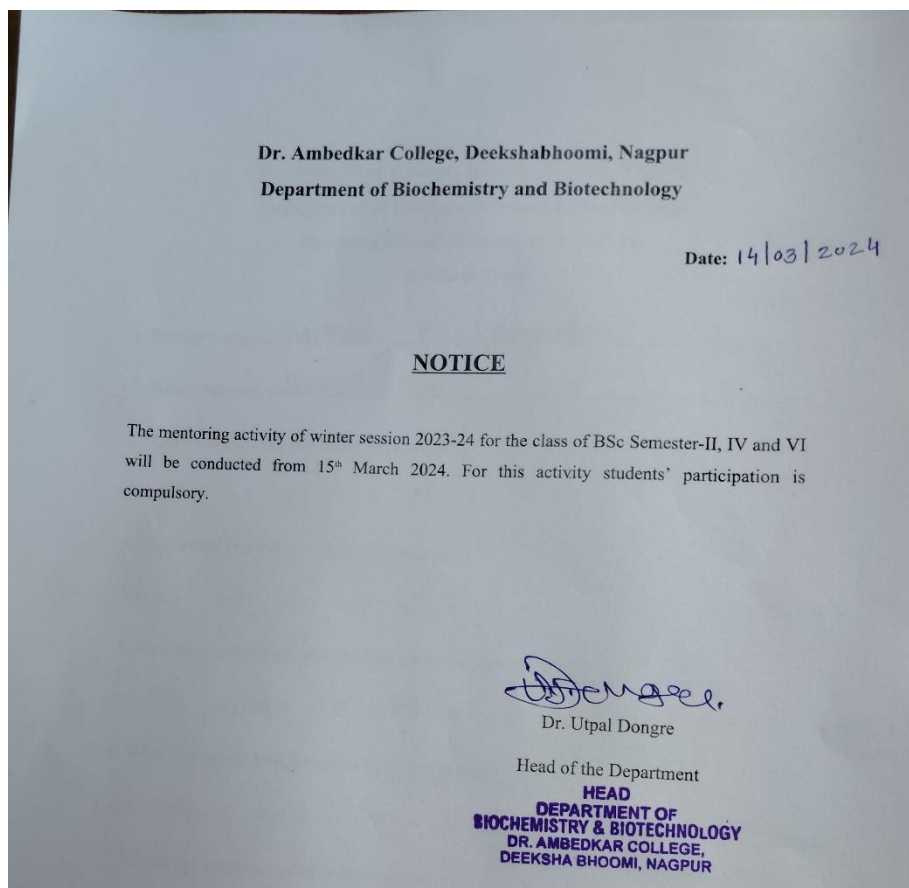 Dr. Ambedkar College, Deekshabhoomi, Nagpur
Department of Biochemistry and Biotechnology
Date: 14/03/2024
NOTICE
The mentoring activity of winter session 2023-24 for the class of BSc Semester-II, IV and VI
will be conducted from 15th March 2024. For this activity students' participation is
compulsory.
Dr. Utpal Dongre
Head of the Department
HEAD
DEPARTMENT OF
BIOCHEMISTRY & BIOTECHNOLOGY
DR. AMBEDKAR COLLEGE,
DEEKSHA BHOOMI, NAGPUR